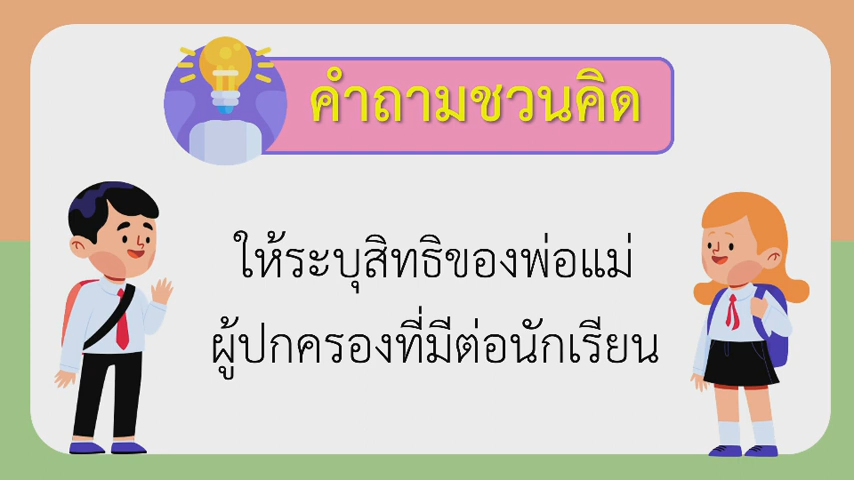 คำถามชวนคิด
ให้ระบุสิทธิของพ่อแม่
ผู้ปกครองที่มีต่อนักเรียน